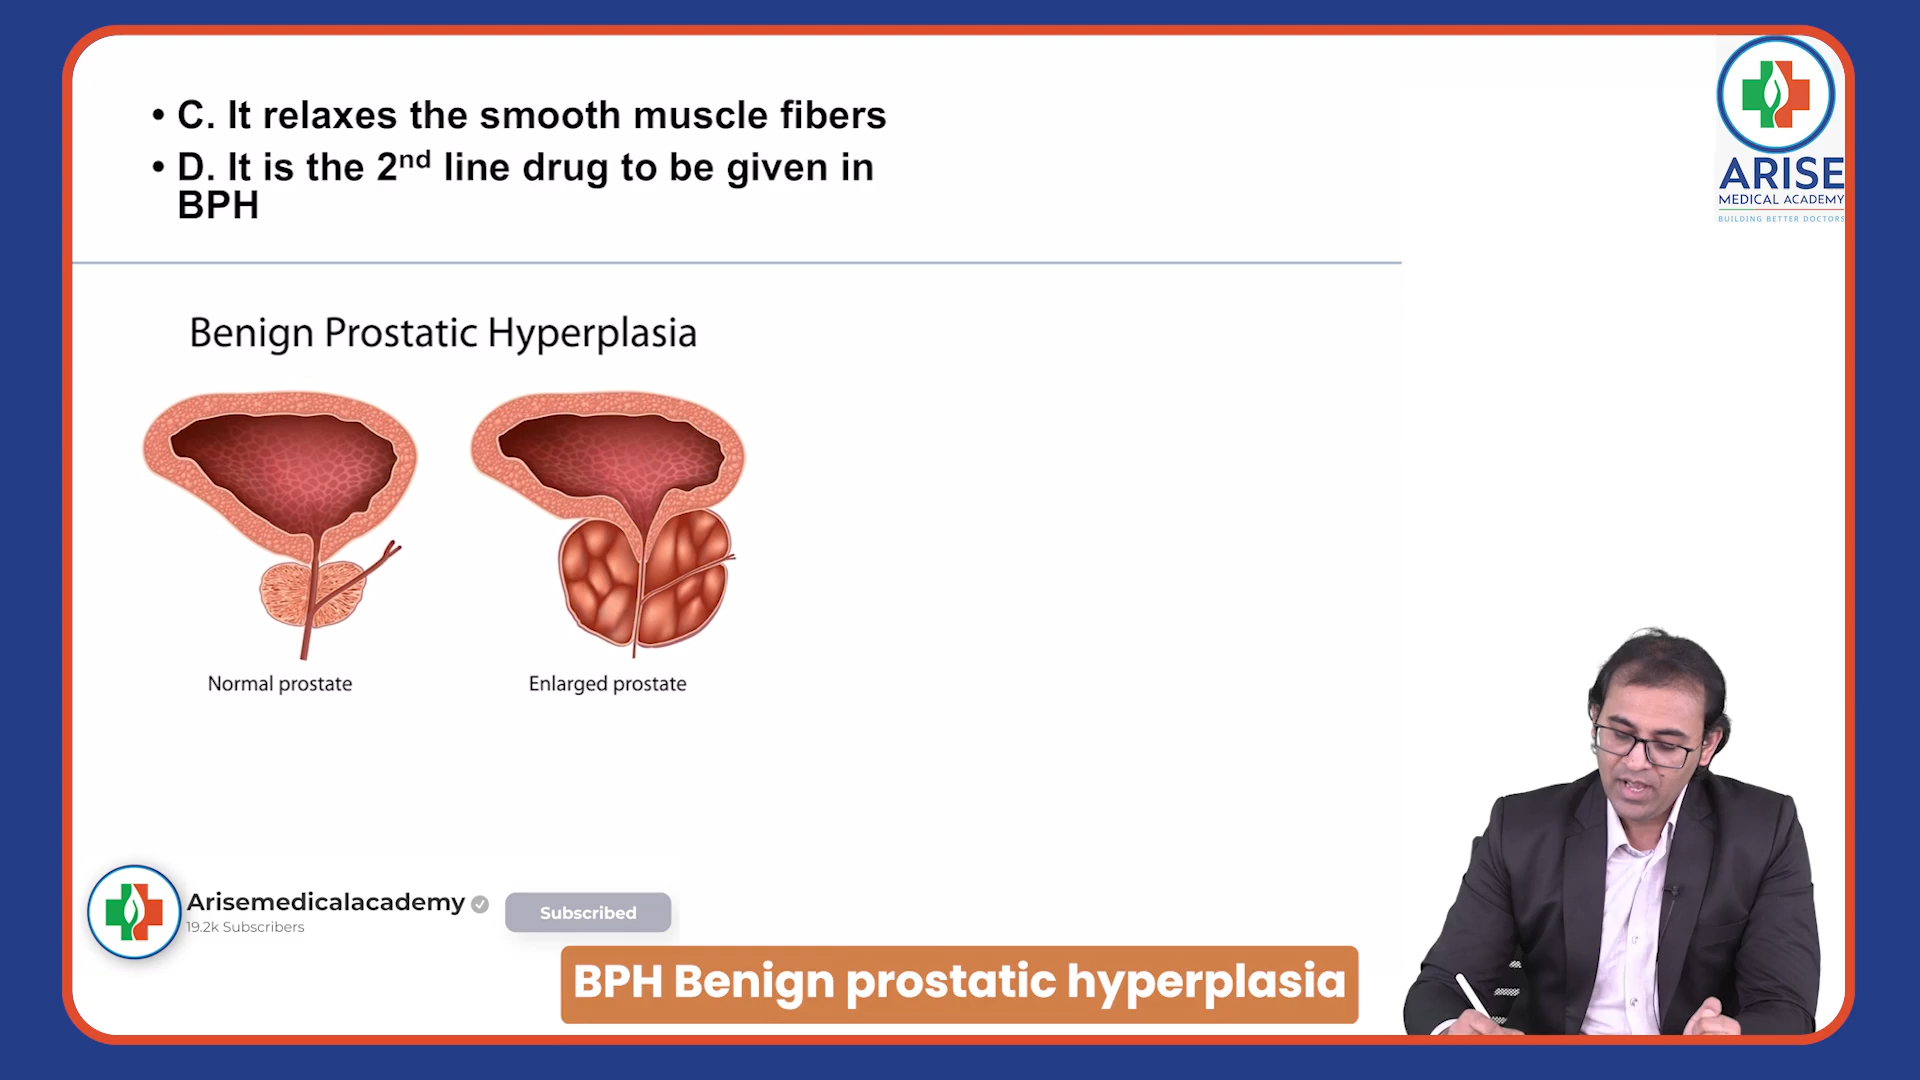 • C. It relaxes the smooth muscle fibers
• D. It is the 2nd line drug to be given in
BPH
ARISE
MEDICAL ACADEMY
BUILDING BETTER DOCTORS
Benign Prostatic Hyperplasia
Normal prostate
Enlarged prostate
Arisemedicalacademy
19.2k Subscribers
Subscribed
BPH Benign prostatic hyperplasia